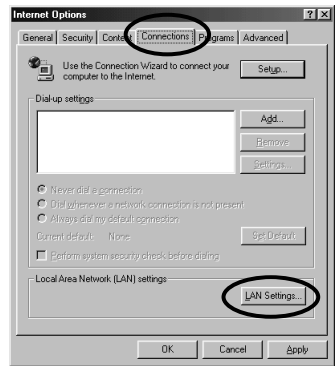 Internet Options
General Security Content Connections Programs Advanced
Use the Connection Wizard to connect your
computer to the Internet.
Setup...
Dial-up settings
Add...
Remove
Settings...
Never dial a connection
Dial whenever a network connection is not present
Always dial my default connection
Current default: None
Set Default
Perform system security check before dialing
Local Area Network (LAN) settings
LAN Settings...
OK Cancel Apply